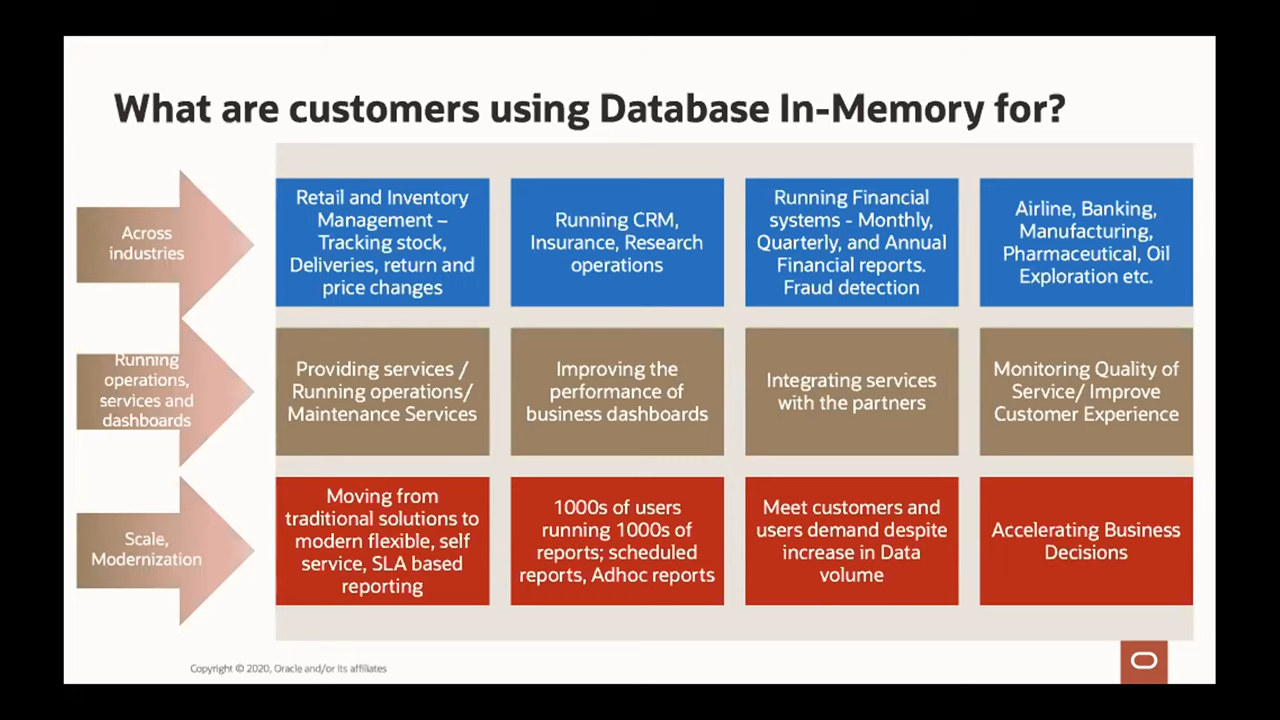 What are customers using Database In-Memory for?
Across
industries
Retail and Inventory
Management –
Tracking stock,
Deliveries, return and
price changes
Running CRM,
Insurance, Research
operations
Running Financial
systems - Monthly,
Quarterly, and Annual
Financial reports.
Fraud detection
Airline, Banking,
Manufacturing,
Pharmaceutical, Oil
Exploration etc.
Running
operations,
services and
dashboards
Providing services /
Running operations/
Maintenance Services
Improving the
performance of
business dashboards
Integrating services
with the partners
Monitoring Quality of
Service/ Improve
Customer Experience
Scale,
Modernization
Moving from
traditional solutions to
modern flexible, self
service, SLA based
reporting
1000s of users
running 1000s of
reports; scheduled
reports, Adhoc reports
Meet customers and
users demand despite
increase in Data
volume
Accelerating Business
Decisions
Copyright © 2020, Oracle and/or its affiliates